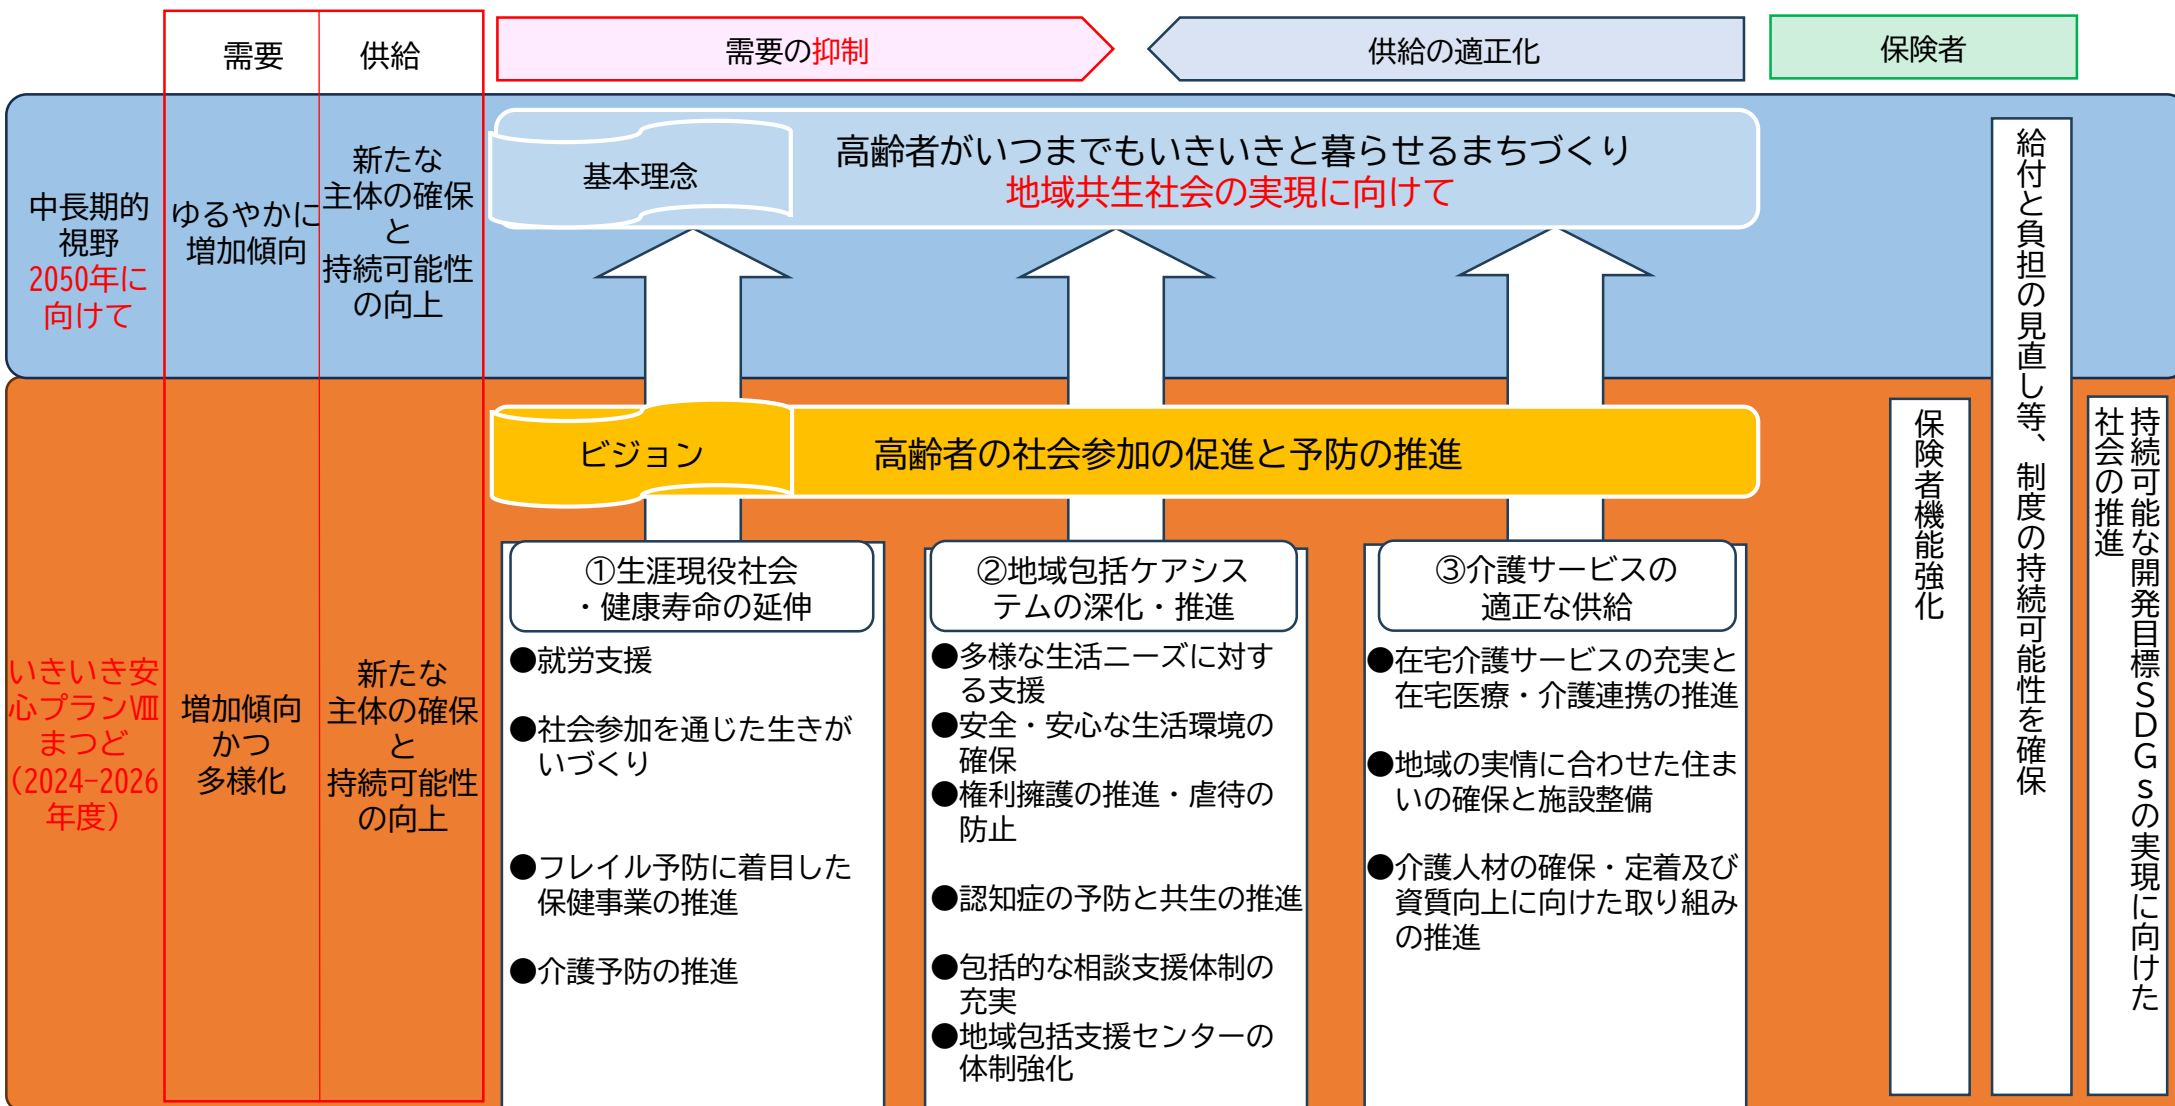 需要
供給
需要の抑制
供給の適正化
保険者
中長期的
視野
2050年に
向けて
ゆるやかに
増加傾向
新たな
主体の確保
と
持続可能性
の向上
基本理念
高齢者がいつまでもいきいきと暮らせるまちづくり
地域共生社会の実現に向けて
ビジョン
高齢者の社会参加の促進と予防の推進
いきいき安
心プランⅧ
まつど
(2024-2026
年度)
増加傾向
かつ
多様化
新たな
主体の確保
と
持続可能性
の向上
①生涯現役社会
・健康寿命の延伸
●就労支援
●社会参加を通じた生きが
いづくり
●フレイル予防に着目した
保健事業の推進
●介護予防の推進
②地域包括ケアシス
テムの深化・推進
●多様な生活ニーズに対す
る支援
●安全・安心な生活環境の
確保
●権利擁護の推進・虐待の
防止
●認知症の予防と共生の推進
●包括的な相談支援体制の
充実
●地域包括支援センターの
体制強化
③介護サービスの
適正な供給
●在宅介護サービスの充実と
在宅医療・介護連携の推進
●地域の実情に合わせた住ま
いの確保と施設整備
●介護人材の確保・定着及び
資質向上に向けた取り組み
の推進
保険者機能強化
給付と負担の見直し等、制度の持続可能性を確保
持続可能な開発目標ＳＤＧｓの実現に向けた
社会の推進